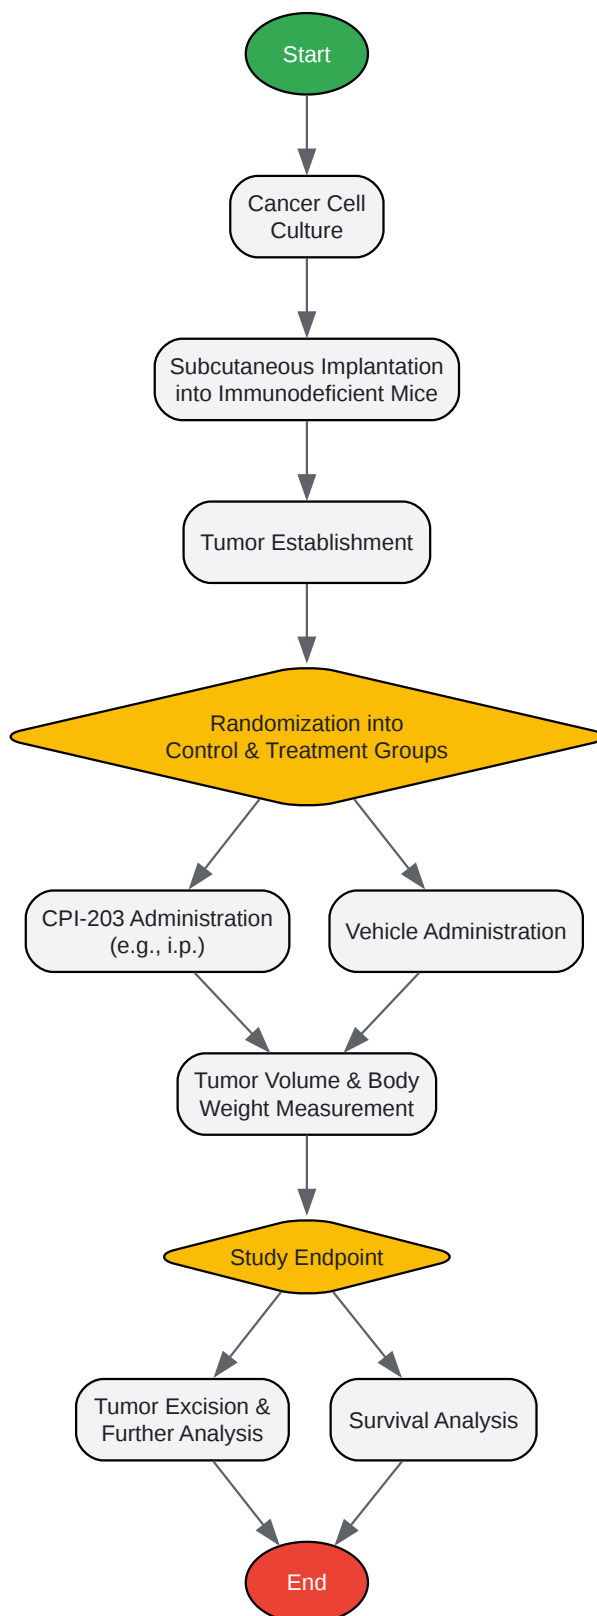 Start
Cancer Cell
Culture
Subcutaneous Implantation
into Immunodeficient Mice
Tumor Establishment
Randomization into
Control & Treatment Groups
CPI-203 Administration
(e.g., i.p.)
Vehicle Administration
Tumor Volume & Body
Weight Measurement
Study Endpoint
Tumor Excision &
Further Analysis
Survival Analysis
End